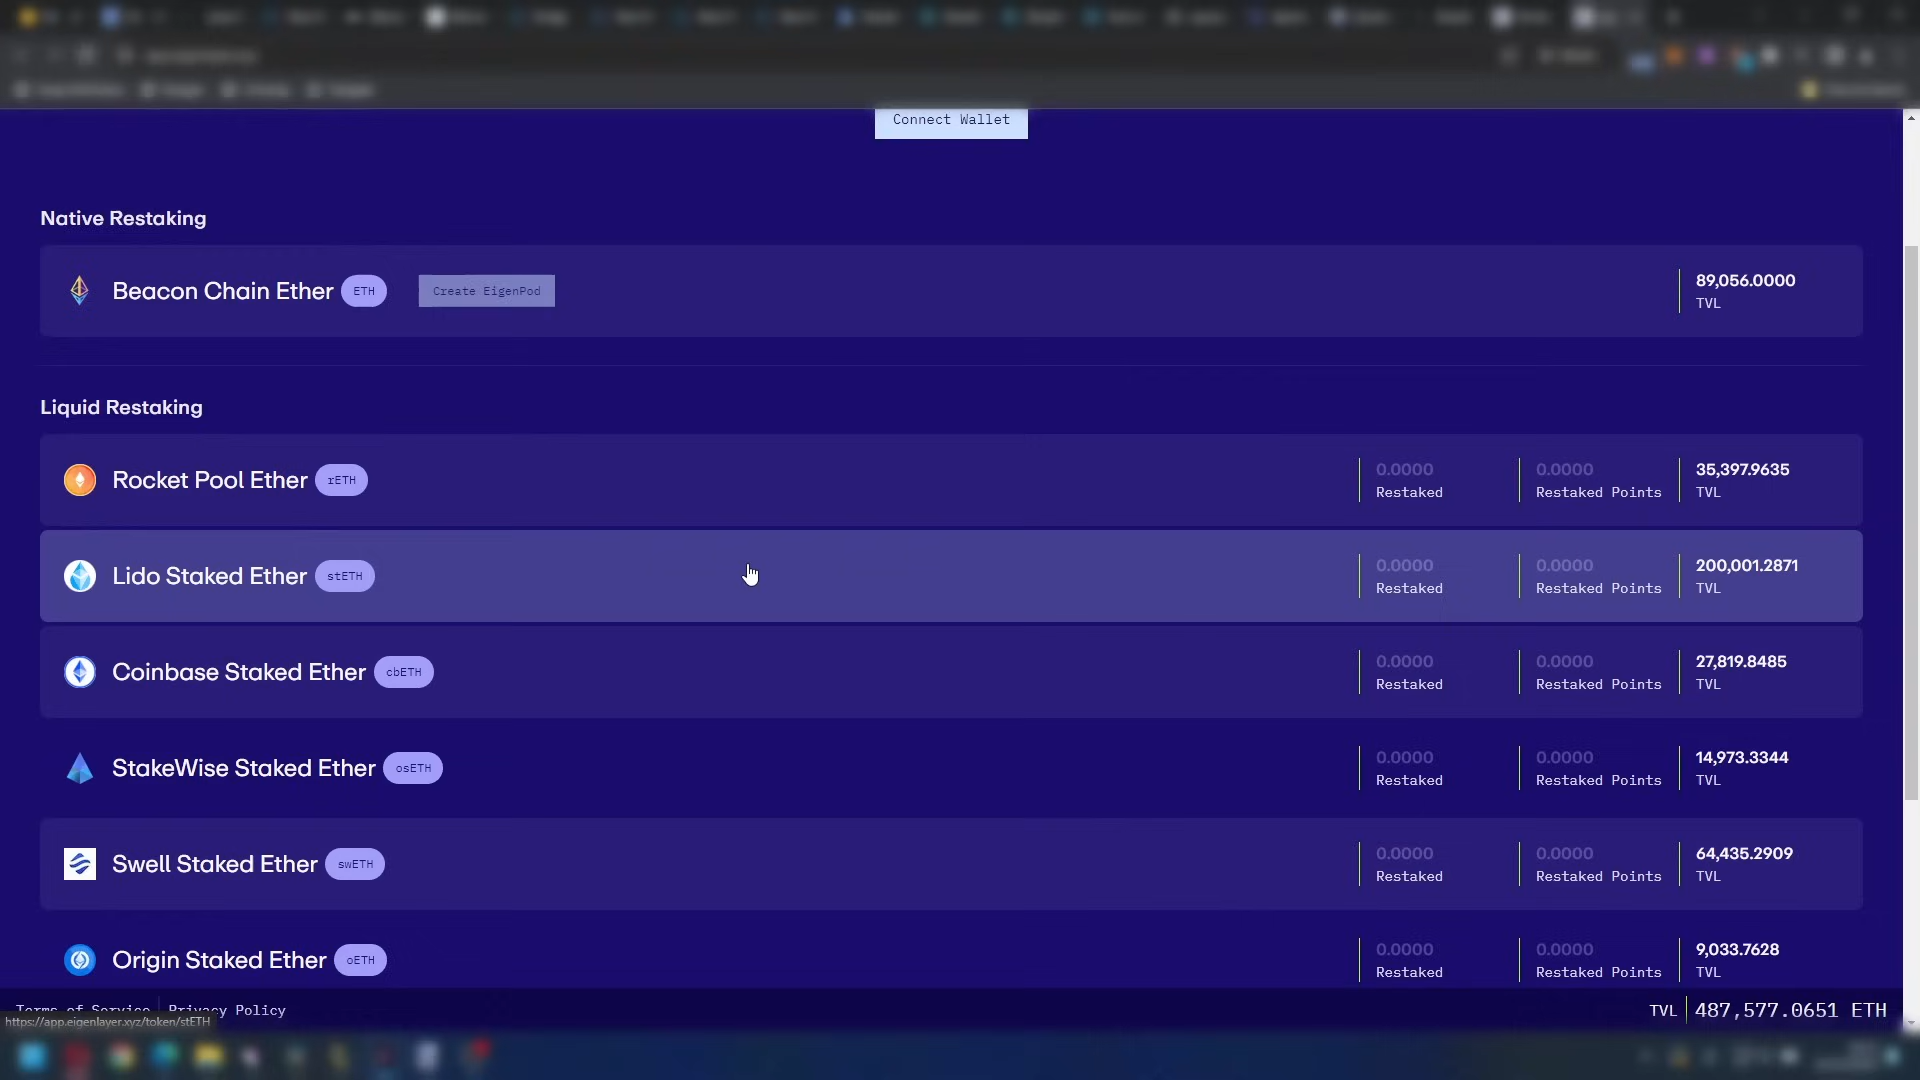 Connect Wallet
Native Restaking
Beacon Chain Ether ETH Create EigenPod 89,056.0000
TVL
Liquid Restaking
Rocket Pool Ether rETH 0.0000 0.0000 35,397.9635
Restaked Restaked Points TVL
Lido Staked Ether stETH 0.0000 0.0000 200,001.2871
Restaked Restaked Points TVL
Coinbase Staked Ether cbETH 0.0000 0.0000 27,819.8485
Restaked Restaked Points TVL
StakeWise Staked Ether osETH 0.0000 0.0000 14,973.3344
Restaked Restaked Points TVL
Swell Staked Ether swETH 0.0000 0.0000 64,435.2909
Restaked Restaked Points TVL
Origin Staked Ether oETH 0.0000 0.0000 9,033.7628
Restaked Restaked Points TVL
Terms of Service Privacy Policy TVL 487,577.0651 ETH
https://app.eigenlayer.xyz/token/stETH